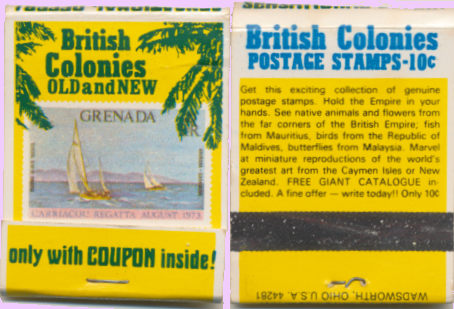 British
Colonies
OLD and NEW
GRENADA
CARRIACOU REGATTA AUGUST 1973
only with COUPON inside!
British Colonies
POSTAGE STAMPS-10¢
Get this exciting collection of genuine
postage stamps. Hold the Empire in your
hands. See native animals and flowers from
the far corners of the British Empire; fish
from Mauritius, birds from the Republic of
Maldives, butterflies from Malaysia. Marvel
at miniature reproductions of the world's
greatest art from the Caymen Isles or New
Zealand. FREE GIANT CATALOGUE in-
cluded. A fine offer — write today!! Only 10¢
WADSWORTH, OHIO U.S.A. 44281